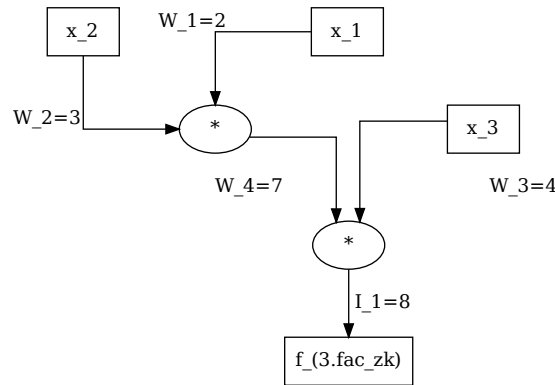 x_2
W_1=2
x_1
W_2=3
*
x_3
W_4=7
W_3=4
*
I_1=8
f_(3.fac_zk)